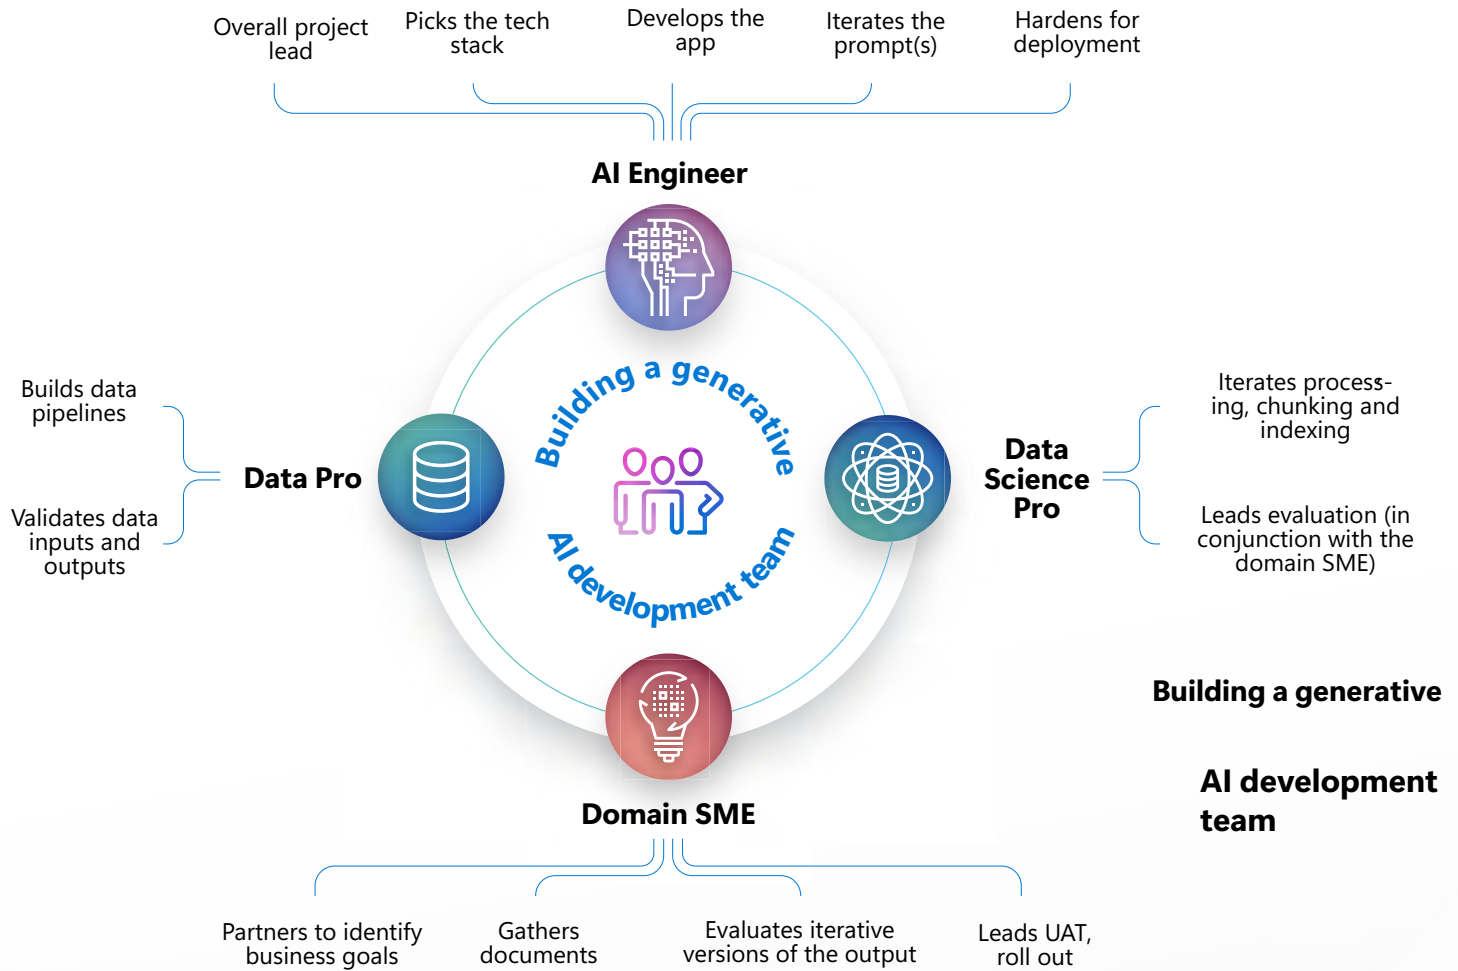 Overall project
lead
Picks the tech
stack
Develops the
app
Iterates the
prompt(s)
Hardens for
deployment
AI Engineer
Building a generative
AI development team
Builds data
pipelines
Validates data
inputs and
outputs
Data Pro
Data
Science
Pro
Iterates process-
ing, chunking and
indexing
Leads evaluation (in
conjunction with the
domain SME)
Building a generative
AI development
team
Domain SME
Partners to identify
business goals
Gathers
documents
Evaluates iterative
versions of the output
Leads UAT,
roll out